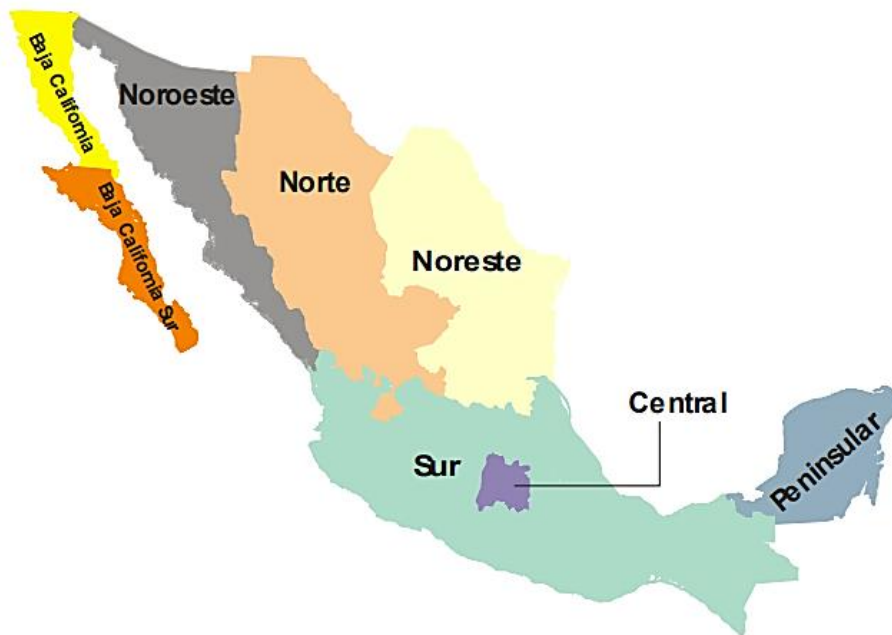 Baja California
Noroeste
Baja California Sur
Norte
Noreste
Central
Sur
Peninsular